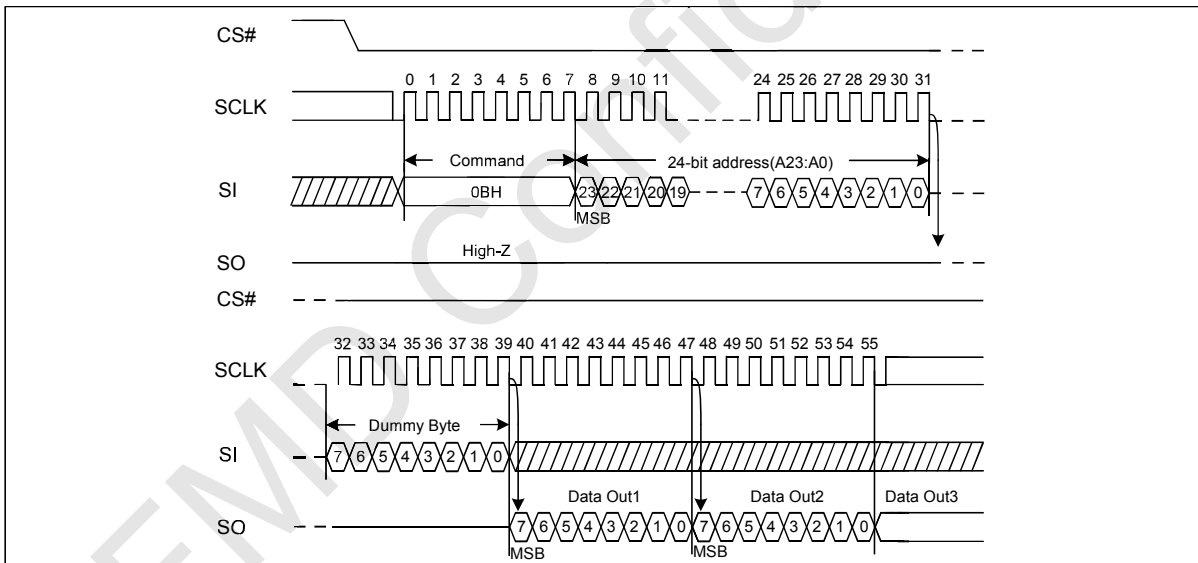 FMD Confid
CS#
0 1 2 3 4 5 6 7 8 9 10 11 24 25 26 27 28 29 30 31
SCLK
Command 24-bit address(A23:A0)
SI 0BH 23 22 21 20 19 7 6 5 4 3 2 1 0
MSB
High-Z
SO
CS#
32 33 34 35 36 37 38 39 40 41 42 43 44 45 46 47 48 49 50 51 52 53 54 55
SCLK
Dummy Byte
SI 7 6 5 4 3 2 1 0
Data Out1 Data Out2 Data Out3
SO 7 6 5 4 3 2 1 0 7 6 5 4 3 2 1 0
MSB MSB